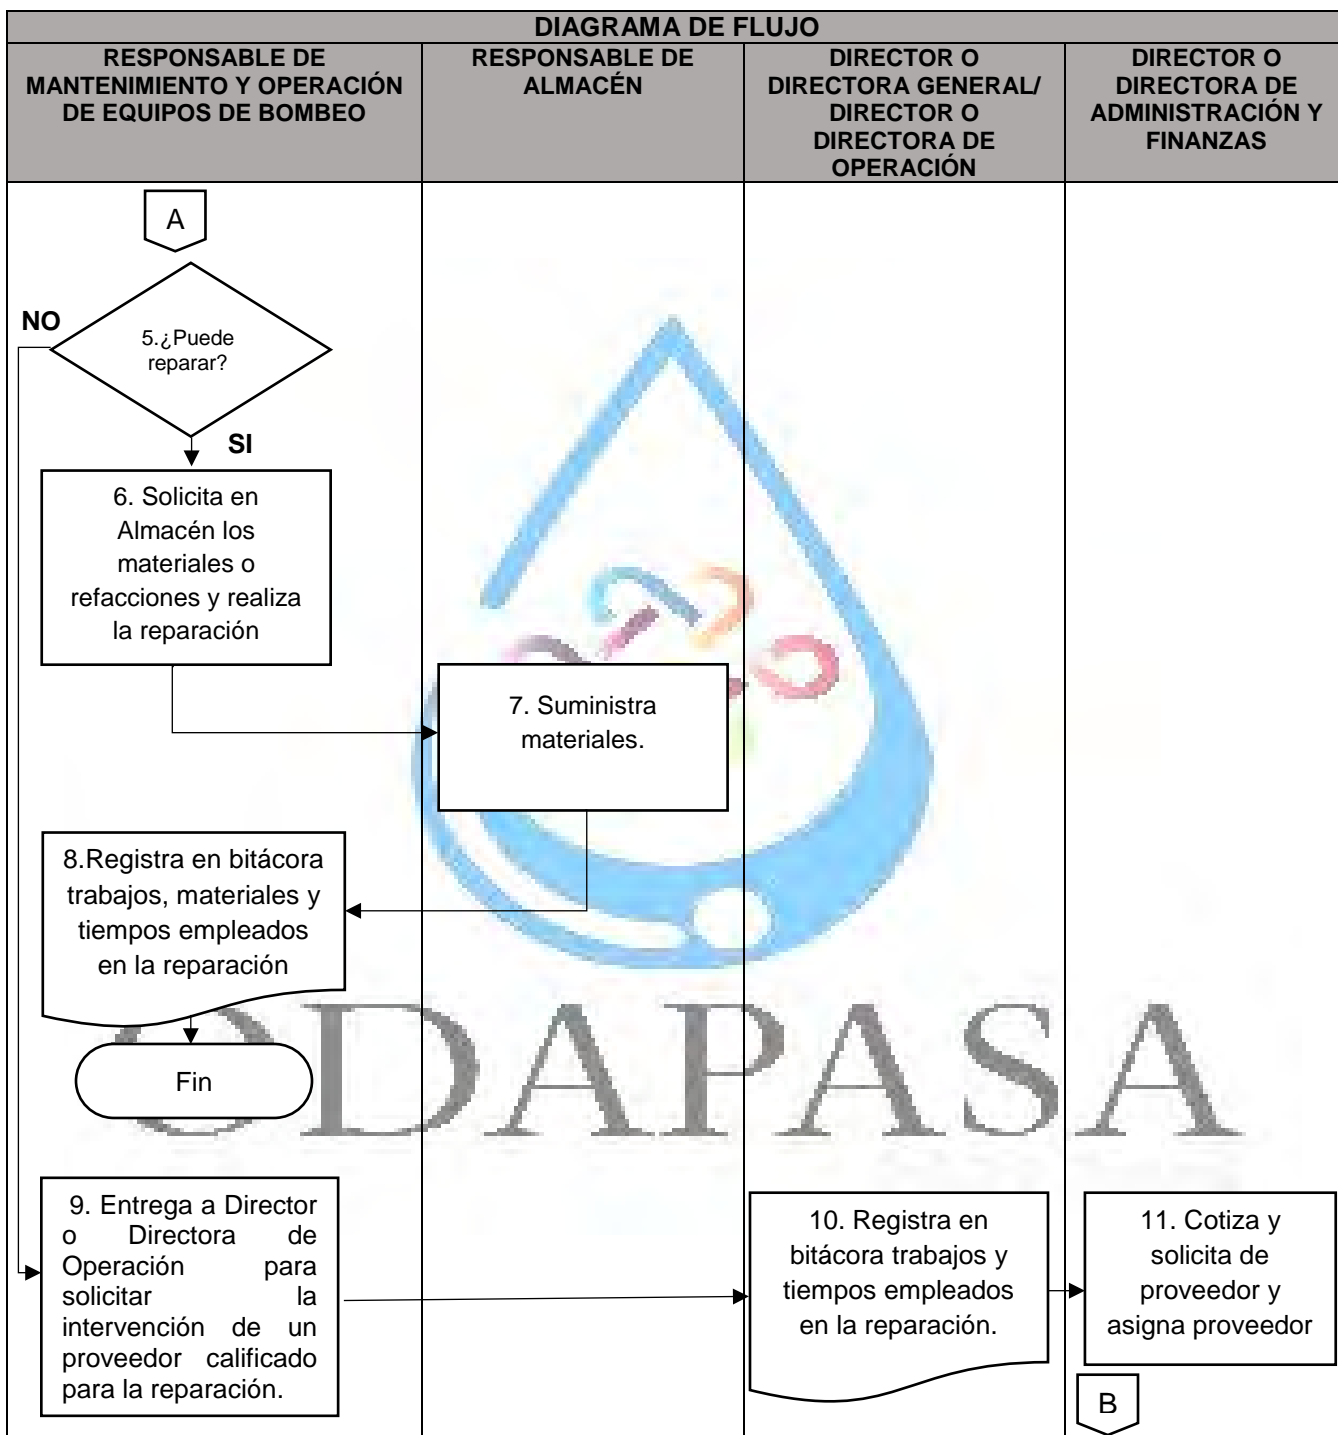 DIAGRAMA DE FLUJO
RESPONSABLE DE
MANTENIMIENTO Y OPERACIÓN
DE EQUIPOS DE BOMBEO
RESPONSABLE DE
ALMACÉN
DIRECTOR O
DIRECTORA GENERAL/
DIRECTOR O
DIRECTORA DE
OPERACIÓN
DIRECTOR O
DIRECTORA DE
ADMINISTRACIÓN Y
FINANZAS
A
NO
5.¿Puede
reparar?
SI
6. Solicita en
Almacén los
materiales o
refacciones y realiza
la reparación
7. Suministra
materiales.
8.Registra en bitácora
trabajos, materiales y
tiempos empleados
en la reparación
Fin
ODAPASA
9. Entrega a Director
o Directora de
Operación para
solicitar la
intervención de un
proveedor calificado
para la reparación.
10. Registra en
bitácora trabajos y
tiempos empleados
en la reparación.
11. Cotiza y
solicita de
proveedor y
asigna proveedor
B